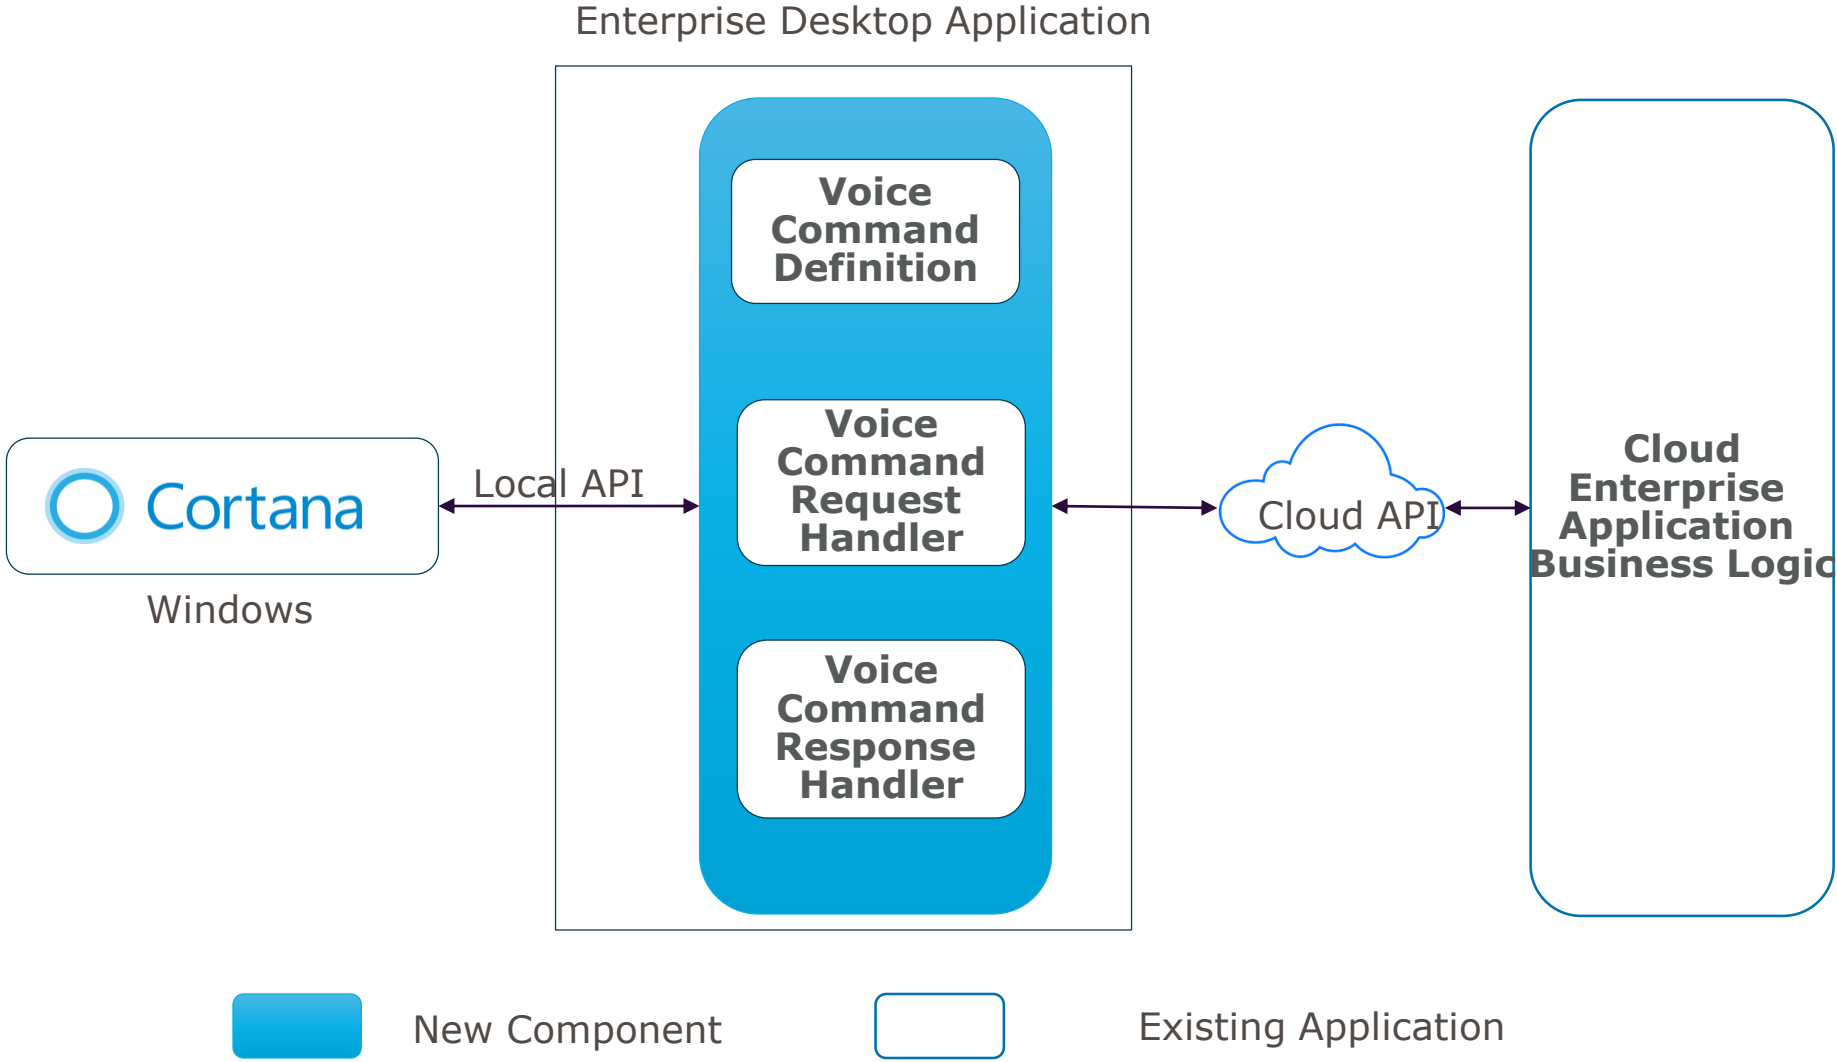 Enterprise Desktop Application
Voice
Command
Definition
Voice
Command
Request
Handler
Voice
Command
Response
Handler
Cortana
Windows
Local API
Cloud API
Cloud
Enterprise
Application
Business Logic
New Component
Existing Application